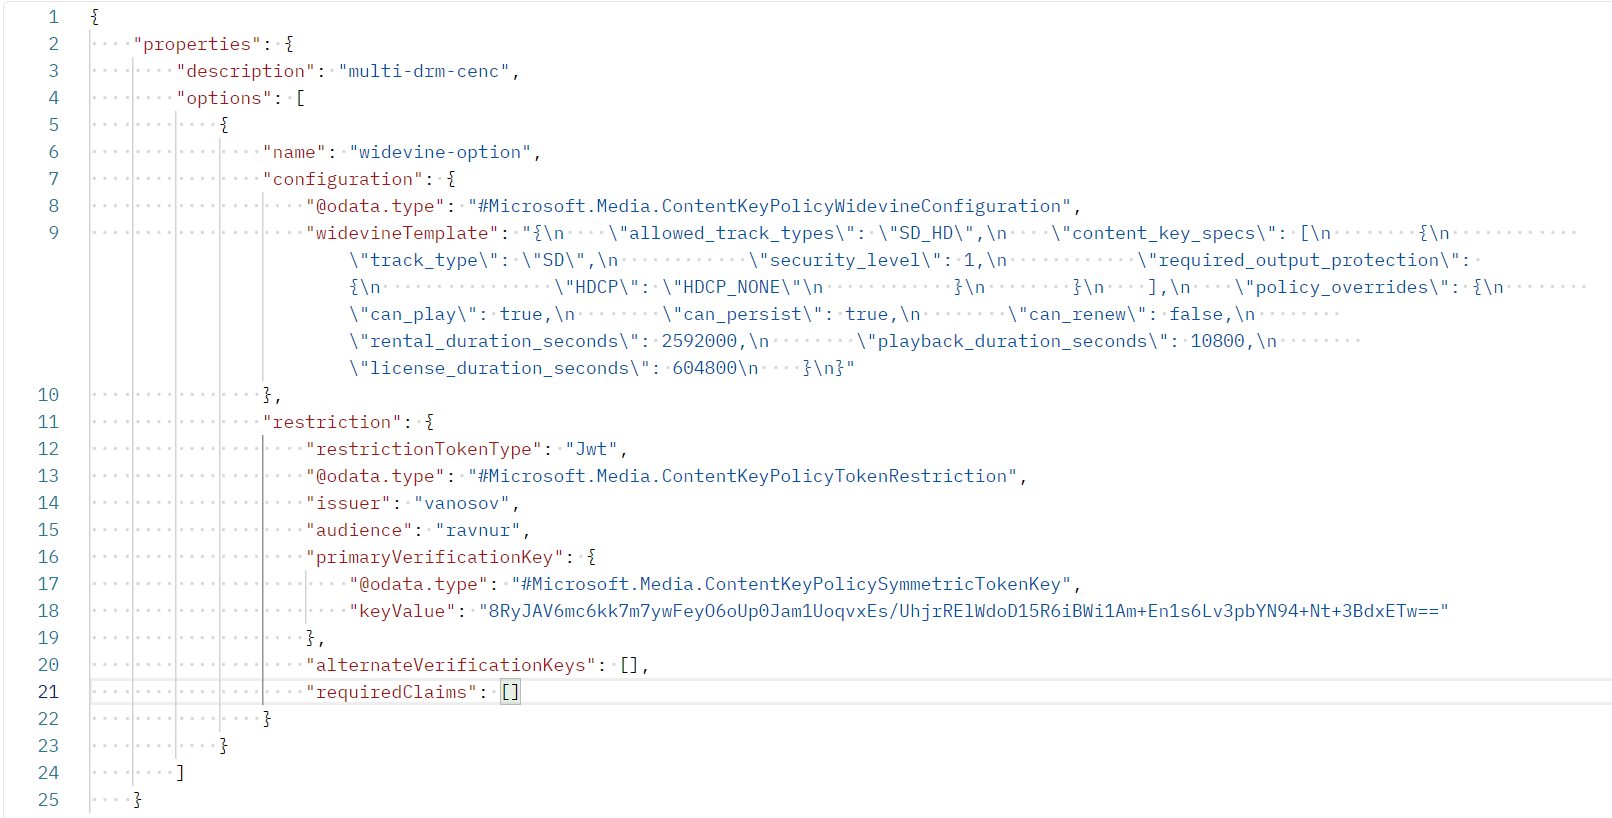 1 {
2 "properties": {
3 "description": "multi-drm-cenc",
4 "options": [
5 {
6 "name": "widevine-option",
7 "configuration": {
8 "@odata.type": "#Microsoft.Media.ContentKeyPolicyWidevineConfiguration",
9 "widevineTemplate": "{\n    \"allowed_track_types\": \"SD_HD\",\n    \"content_key_specs\": [\n        {\n
\"track_type\": \"SD\",\n            \"security_level\": 1,\n            \"required_output_protection\":
{\n                \"HDCP\": \"HDCP_NONE\"\n            }\n        }\n    ],\n    \"policy_overrides\": {\n
\"can_play\": true,\n        \"can_persist\": true,\n        \"can_renew\": false,\n
\"rental_duration_seconds\": 2592000,\n        \"playback_duration_seconds\": 10800,\n
\"license_duration_seconds\": 604800\n    }\n}"
10 },
11 "restriction": {
12 "restrictionTokenType": "Jwt",
13 "@odata.type": "#Microsoft.Media.ContentKeyPolicyTokenRestriction",
14 "issuer": "vanosov",
15 "audience": "ravnur",
16 "primaryVerificationKey": {
17 "@odata.type": "#Microsoft.Media.ContentKeyPolicySymmetricTokenKey",
18 "keyValue": "8RyJAV6mc6kk7m7ywFeyO6oUp0Jam1UoqvxEs/UhjrRElWdoD15R6iBWi1Am+En1s6Lv3pbYN94+Nt+3BdxETw=="
19 },
20 "alternateVerificationKeys": [],
21 "requiredClaims": []
22 }
23 }
24 ]
25 }